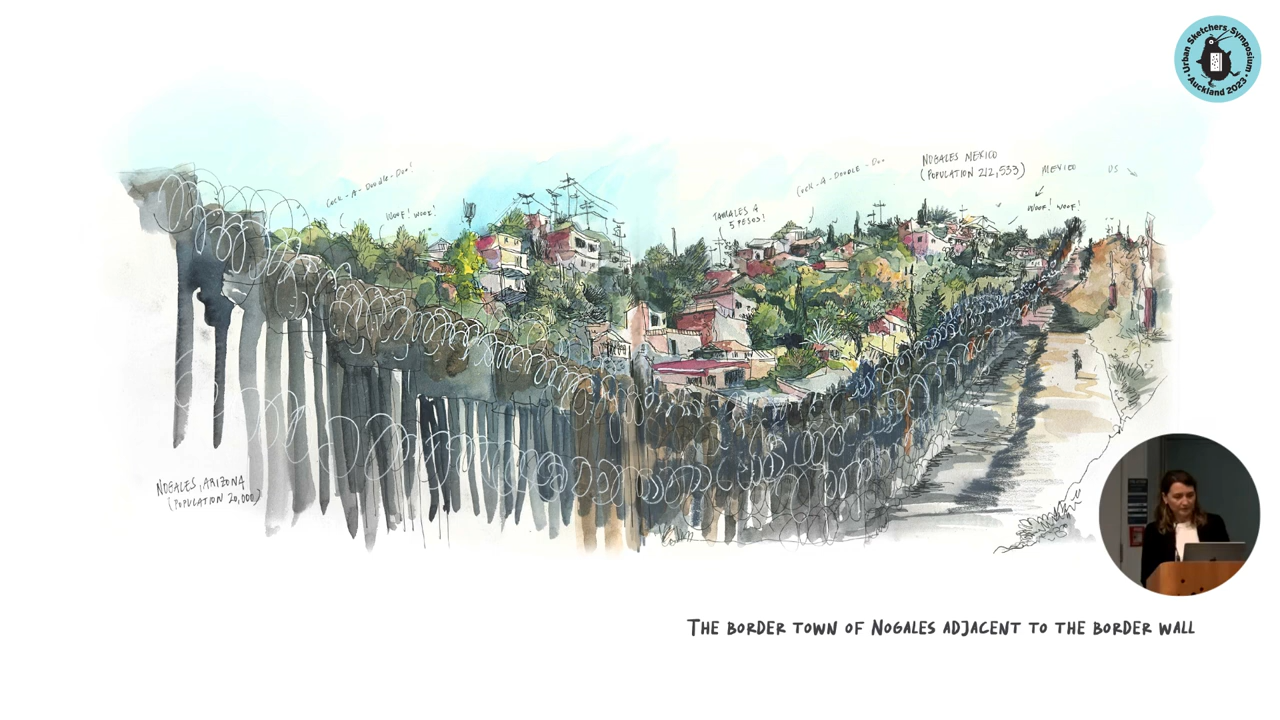 Urban Sketchers Symposium
Auckland 2023
Cock-A-Doodle-Doo!
WOOF! WOOF!
TAMALES A
5 PESOS!
Cock-A-DOODLE-Doo
NOGALES MEXICO
(POPULATION 212,533)
MEXICO
US
WOOF! WOOF!
NOGALES, ARIZONA
(POPULATION 20,000)
THE BORDER TOWN OF NOGALES ADJACENT TO THE BORDER WALL